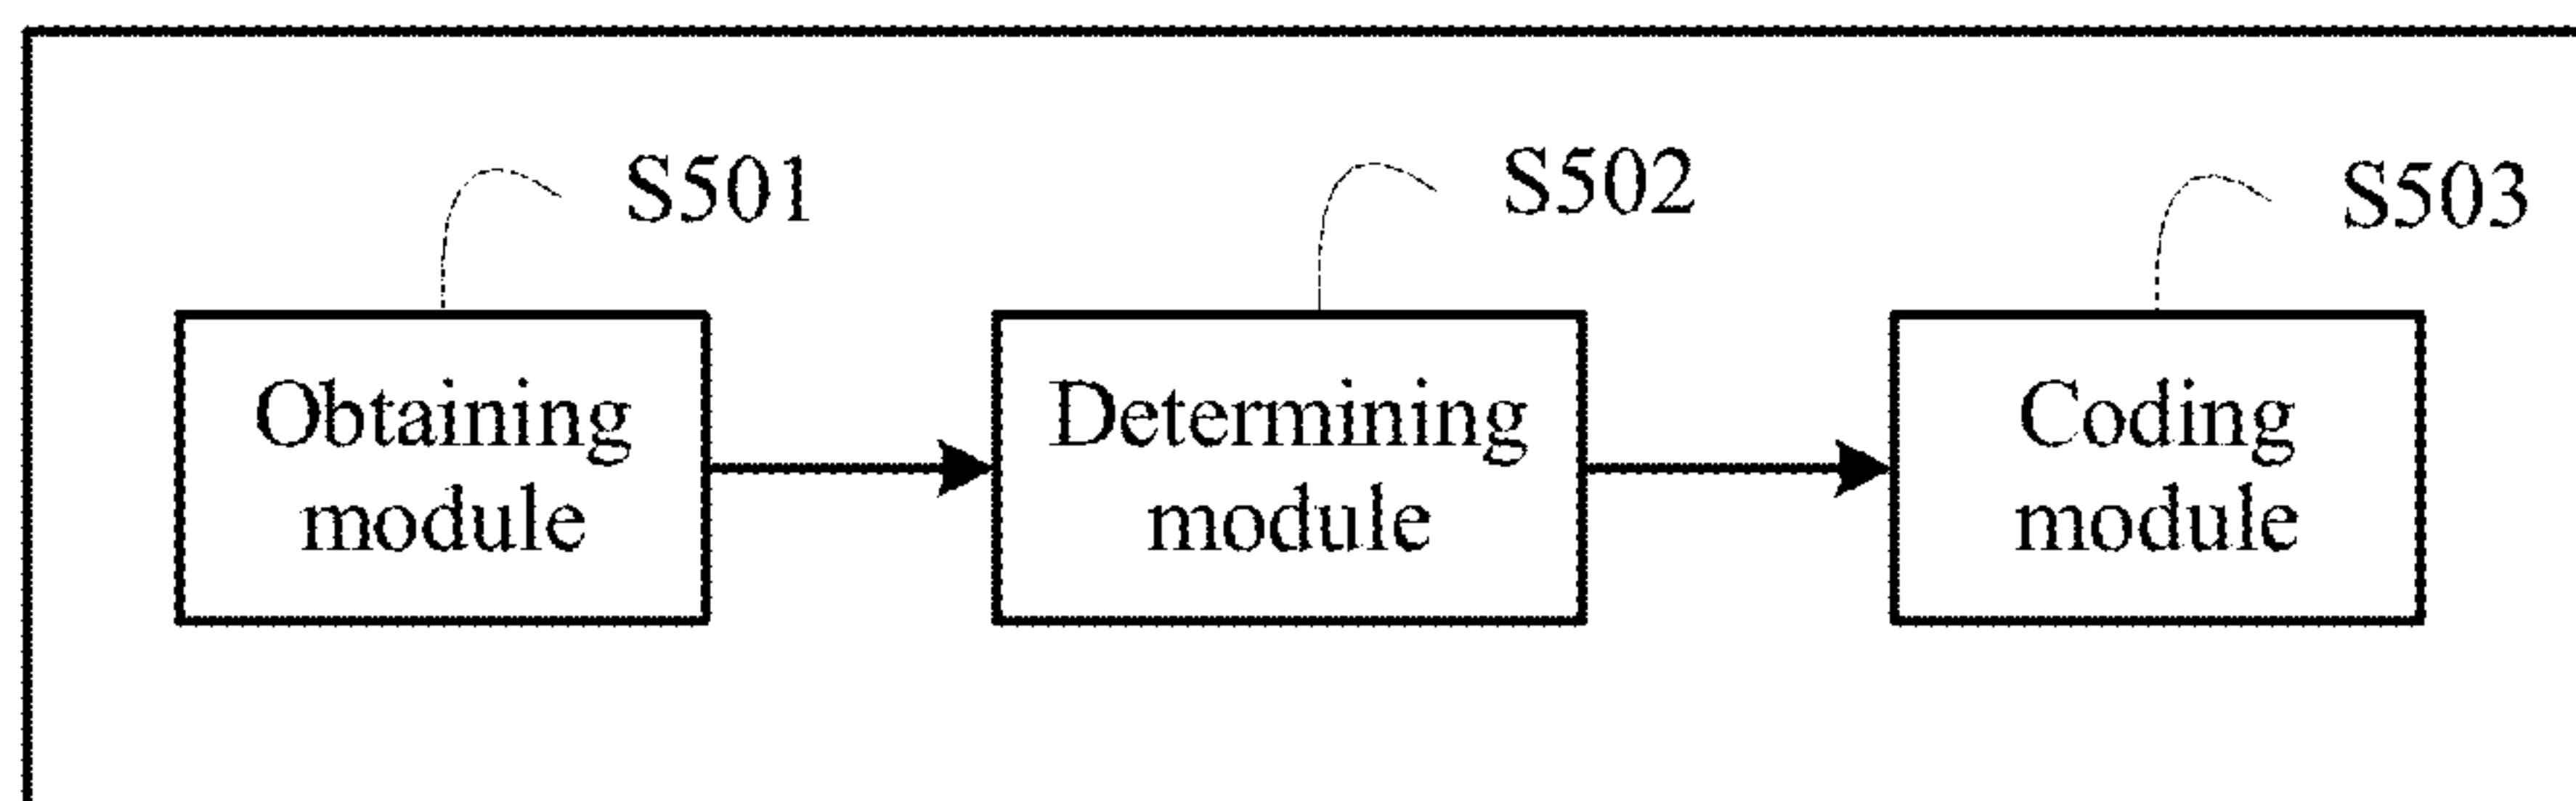 S501
S502
S503
Obtaining
module
Determining
module
Coding
module